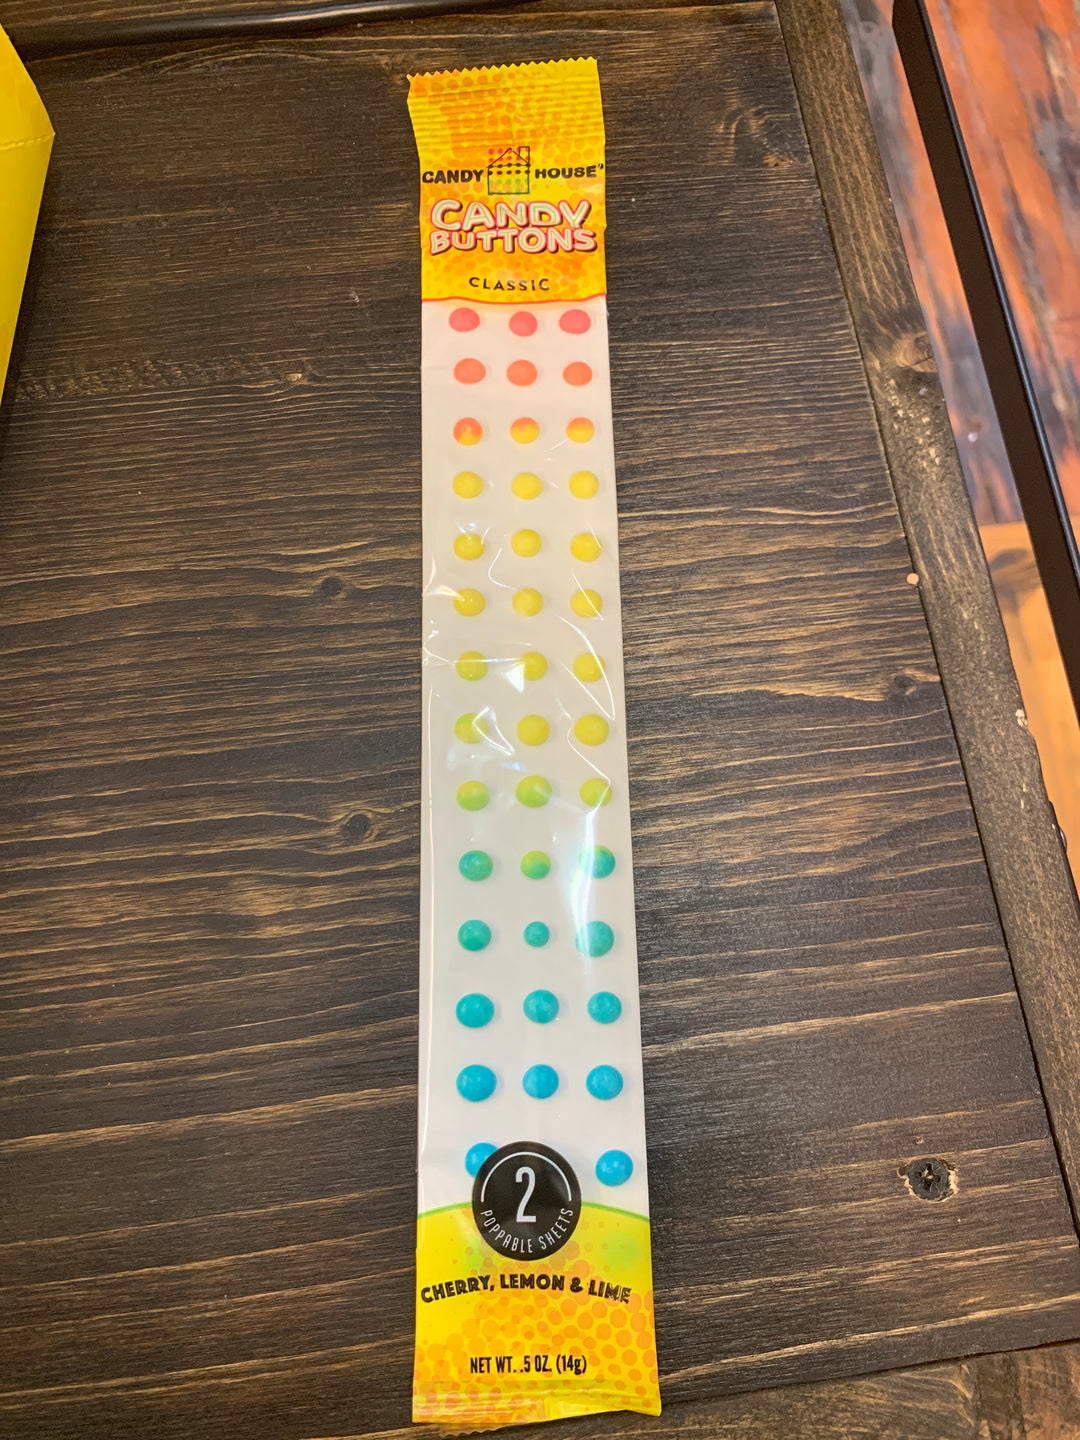 CANDY HOUSE®
CANDY
BUTTONS
CLASSIC
2
POPPABLE SHEETS
CHERRY, LEMON & LIME
NET WT. .5 OZ. (14g)